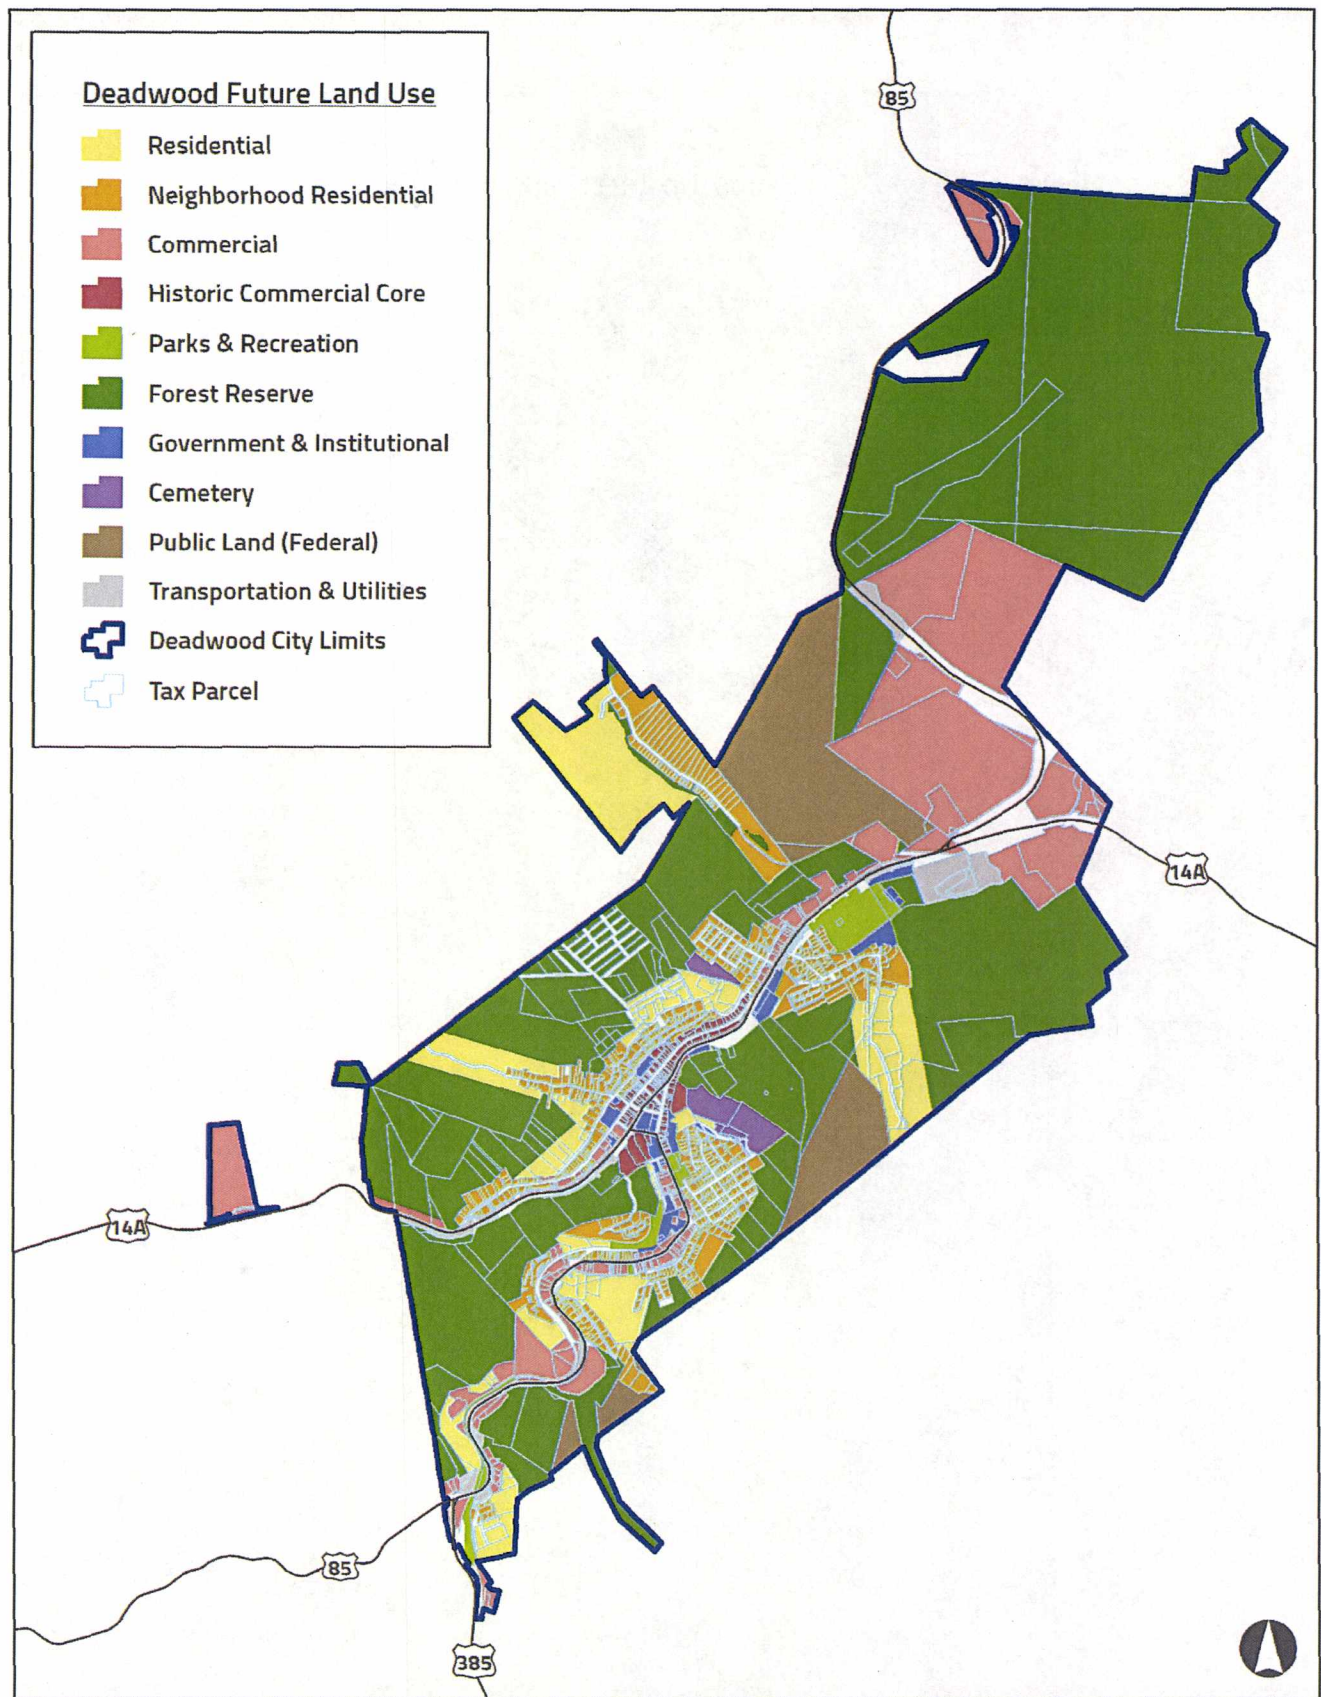 Deadwood Future Land Use
Residential
Neighborhood Residential
Commercial
Historic Commercial Core
Parks & Recreation
Forest Reserve
Government & Institutional
Cemetery
Public Land (Federal)
Transportation & Utilities
Deadwood City Limits
Tax Parcel
85
14A
14A
85
385